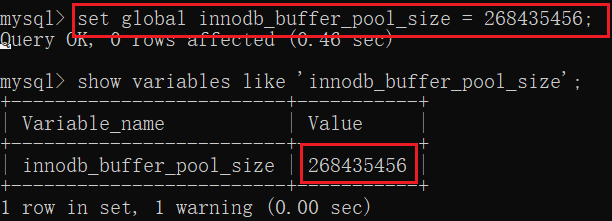 mysql> set global innodb_buffer_pool_size = 268435456;
Query OK, 0 rows affected (0.46 sec)
mysql> show variables like 'innodb_buffer_pool_size';
+-------------------------+-----------+
| Variable_name | Value |
+-------------------------+-----------+
| innodb_buffer_pool_size | 268435456 |
+-------------------------+-----------+
1 row in set, 1 warning (0.00 sec)